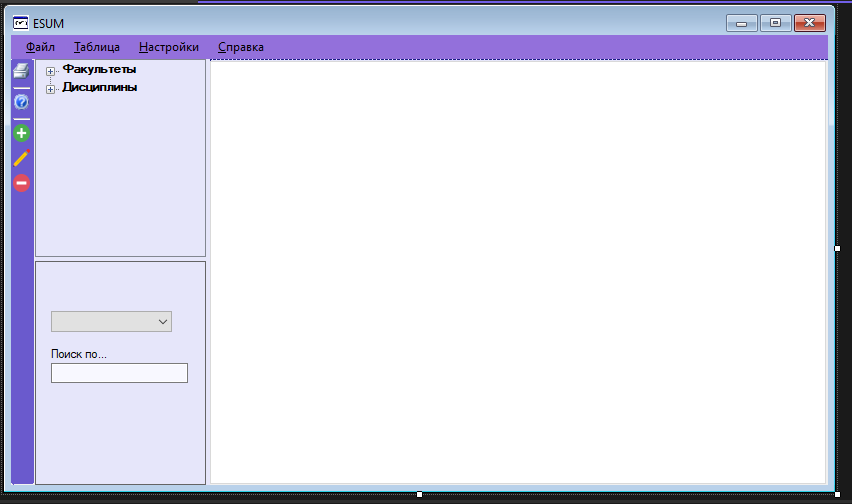 ESUM
Файл Таблица Настройки Справка
Факультеты
Дисциплины
Поиск по...